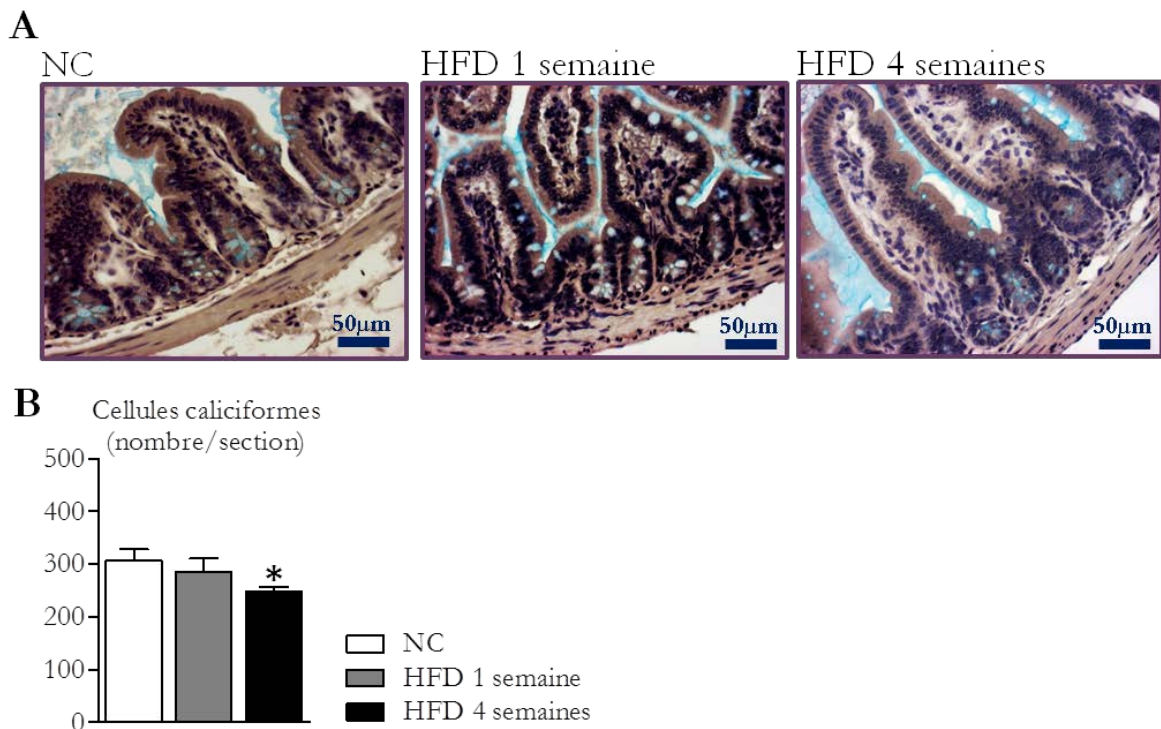 A
NC
HFD 1 semaine
HFD 4 semaines
50µm
50µm
50µm
B
Cellules caliciformes
(nombre/section)
500
400
300
200
100
0
*
NC
HFD 1 semaine
HFD 4 semaines